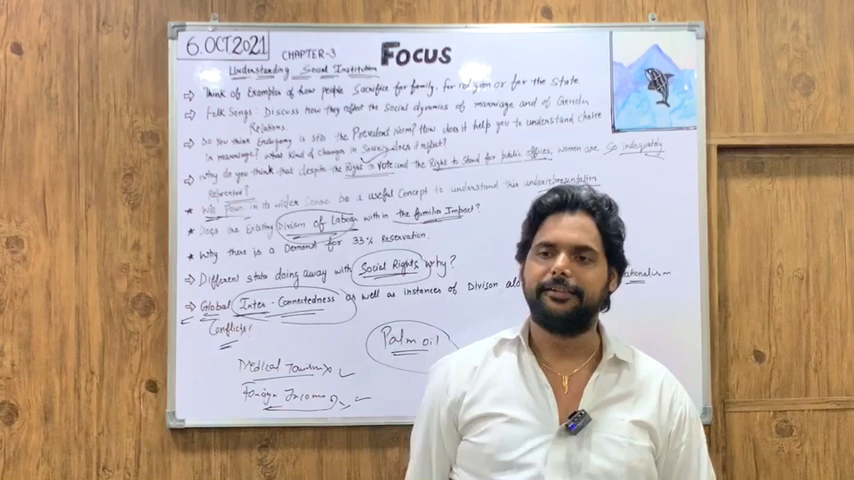 6.OCT2021
CHAPTER-3
FOCUS
Understanding Social Institution
Think of Examples of how people Sacrifice for family. For religion or for the State
Folk Songs: Discuss How they reflect the Social dynamics of marriage and of Gender
Relations.
Do you think Endogamy is still the Prevalent Norm? How does it help you to understand choice
in marriage? What kind of changes in Society does it reflect?
Why do you think that despite the Right to vote and the Right to Stand for Public offices, women are So
Will Power in its wider Sense be a useful Concept to understand this
Does the Existing Division of Labour within the familier Impact?
Why there is a Demand for 33% Reservation.
Different states doing away with Social Rights why?
Global Inter-Connectedness as well as instances of Divison
Conflicts!
Palm oil
Medical Tourism
Foreign Income